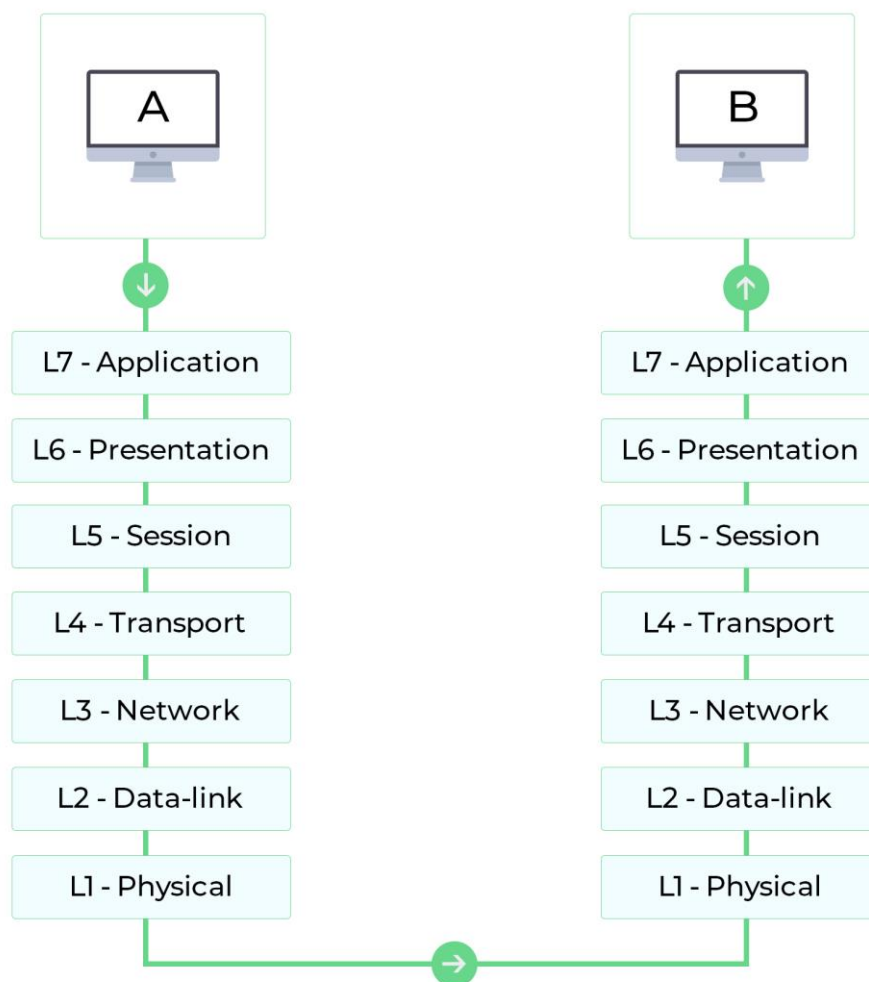 A
B
L7 - Application
L7 - Application
L6 - Presentation
L6 - Presentation
L5 - Session
L5 - Session
L4 - Transport
L4 - Transport
L3 - Network
L3 - Network
L2 - Data-link
L2 - Data-link
L1 - Physical
L1 - Physical